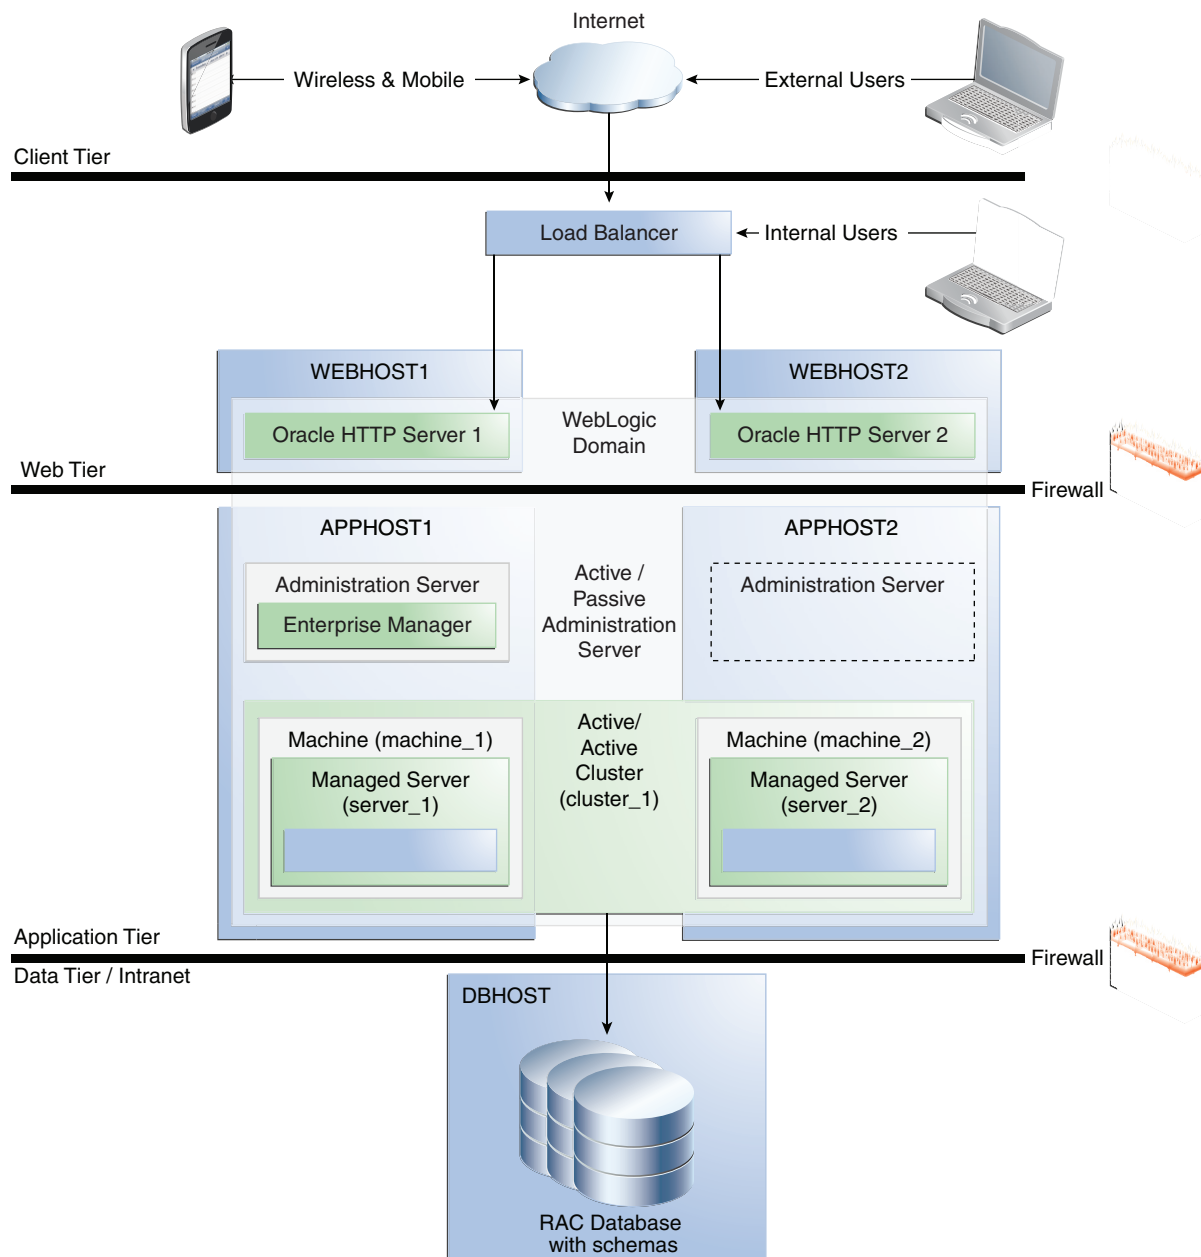 Internet
Wireless & Mobile
External Users
Client Tier
Load Balancer
Internal Users
WEBHOST1
WEBHOST2
Oracle HTTP Server 1
WebLogic
Domain
Oracle HTTP Server 2
Web Tier
Firewall
APPHOST1
APPHOST2
Administration Server
Enterprise Manager
Active /
Passive
Administration
Server
Administration Server
Machine (machine_1)
Managed Server
(server_1)
Active/
Active
Cluster
(cluster_1)
Machine (machine_2)
Managed Server
(server_2)
Application Tier
Firewall
Data Tier / Intranet
DBHOST
RAC Database
with schemas